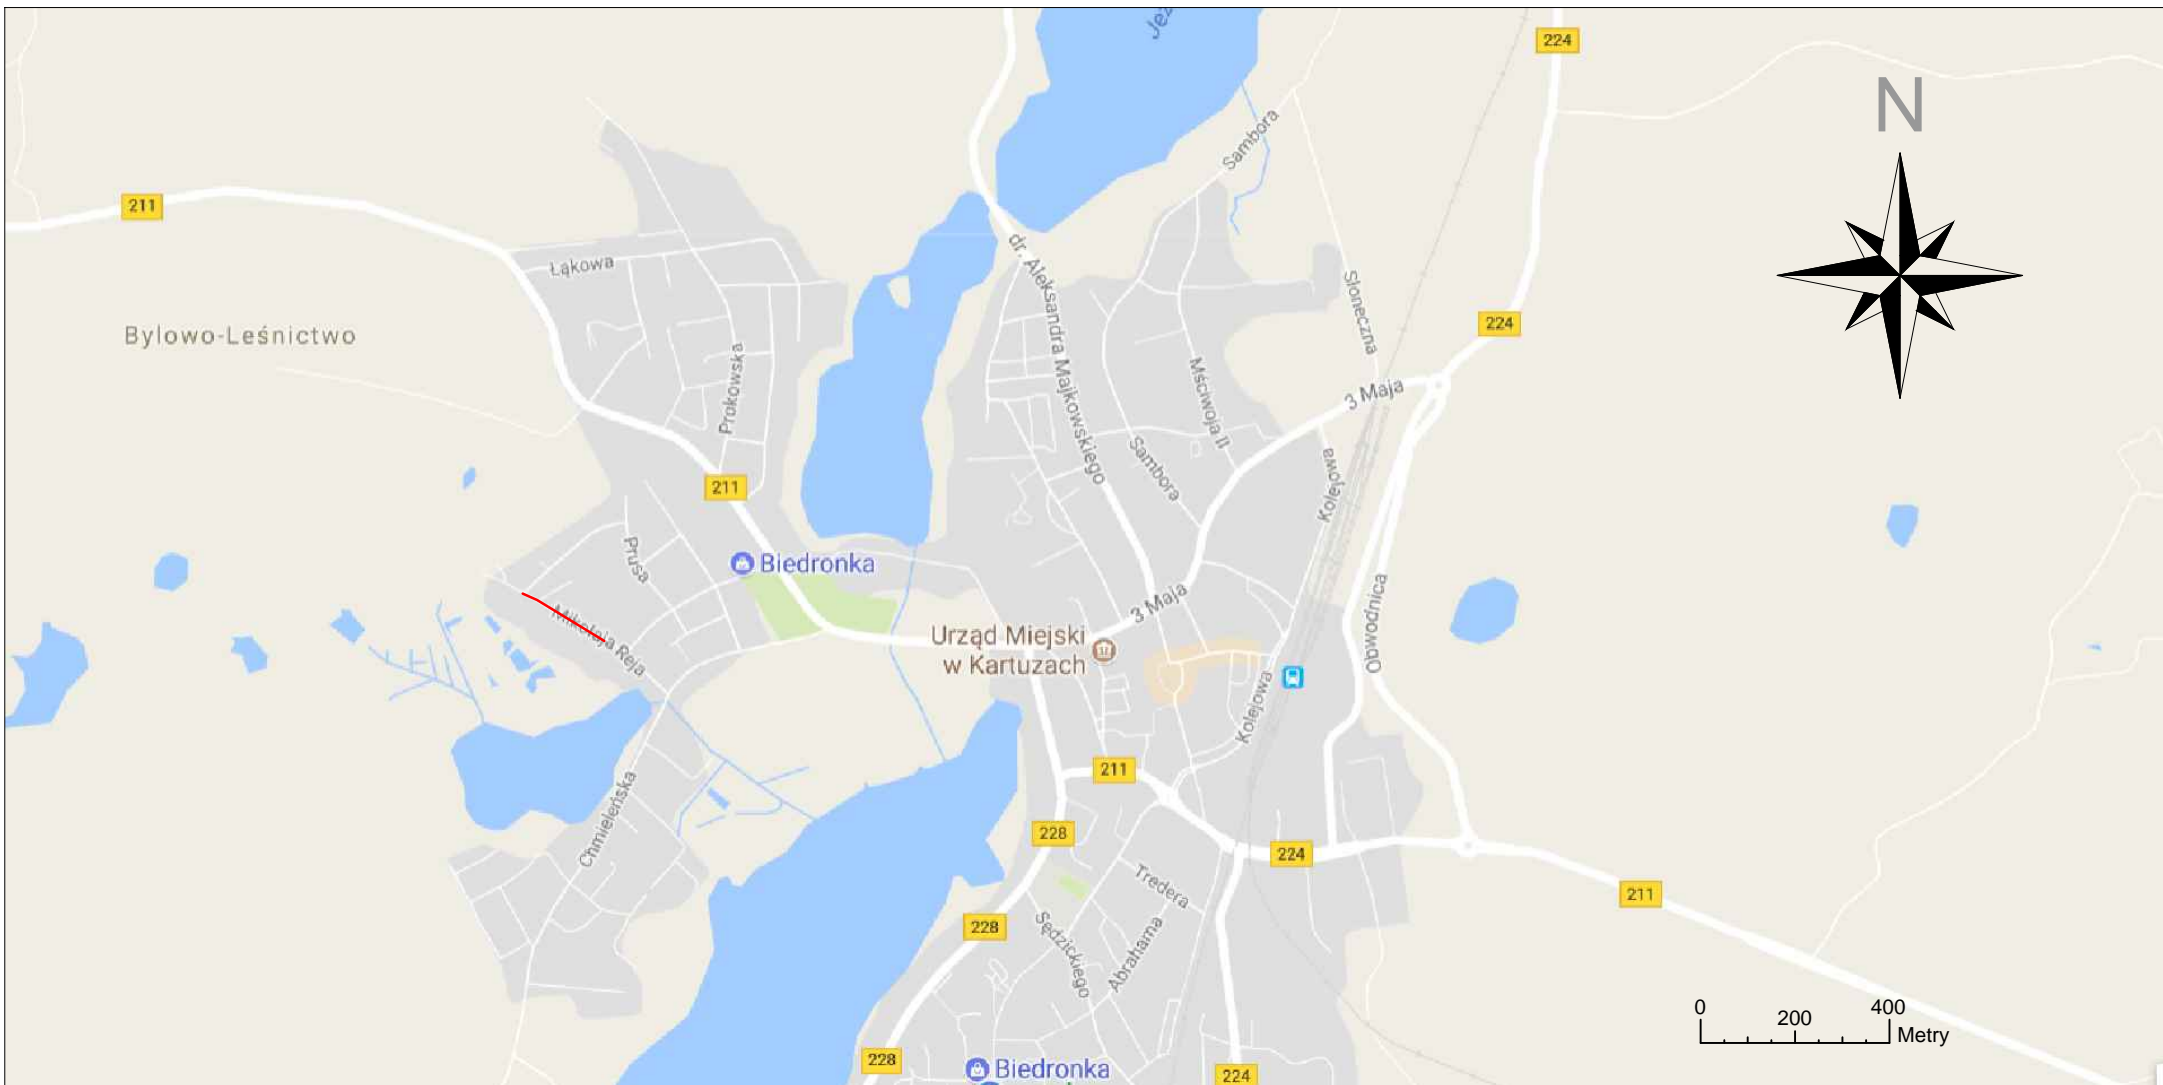 Jez
224
N
Sambora
211
dr. Aleksandra Majkowskiego
Łąkowa
Słoneczna
224
Bylowo-Leśnictwo
Prokowska
Mściwoja II
3 Maja
Sambora
Kolejowa
211
Prusa
Biedronka
Obwodnica
3 Maja
Mikołaja Reja
Urząd Miejski
w Kartuzach
Kolejowa
211
Chmieleńska
228
224
Tredera
211
228
Sędzickiego
Abrahama
0 200 400
Metry
228
Biedronka
224